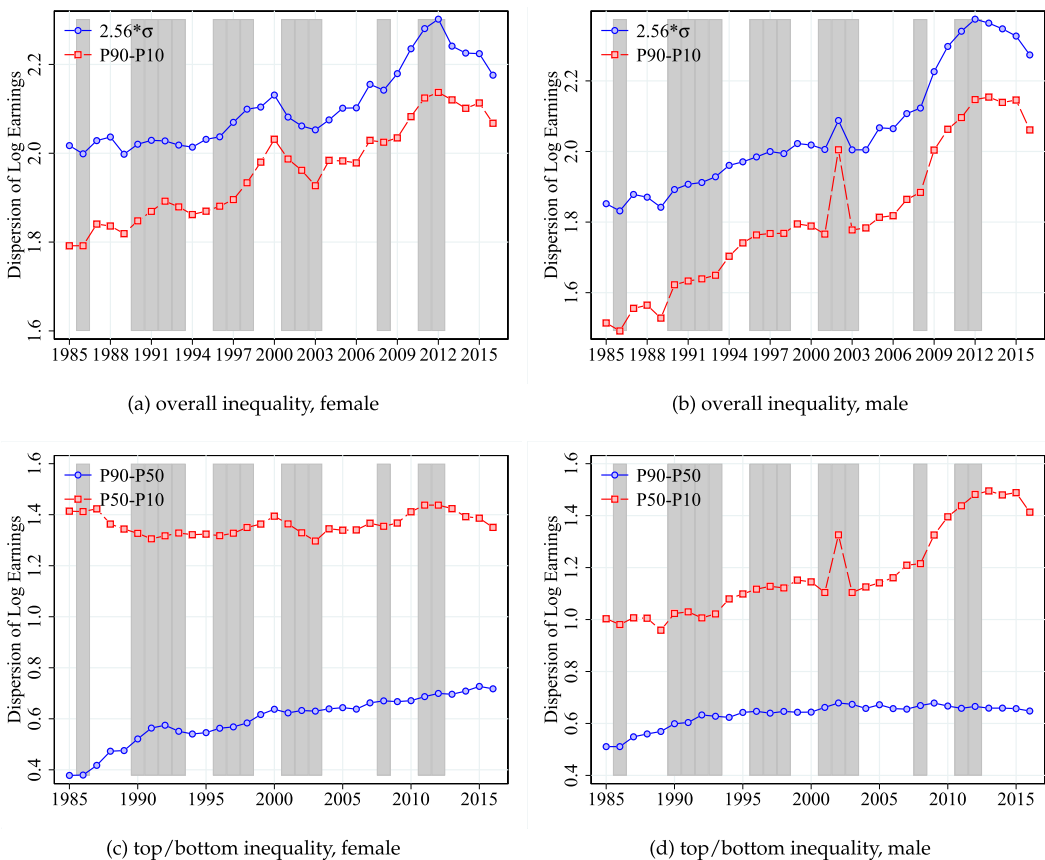 2.56*σ
P90-P10
Dispersion of Log Earnings
2.2
2.0
1.8
1.6
1985 1988 1991 1994 1997 2000 2003 2006 2009 2012 2015
(a) overall inequality, female
2.56*σ
P90-P10
Dispersion of Log Earnings
2.2
2.0
1.8
1.6
1985 1988 1991 1994 1997 2000 2003 2006 2009 2012 2015
(b) overall inequality, male
P90-P50
P50-P10
Dispersion of Log Earnings
1.6
1.4
1.2
1.0
0.8
0.6
0.4
1985 1990 1995 2000 2005 2010 2015
(c) top/bottom inequality, female
P90-P50
P50-P10
Dispersion of Log Earnings
1.6
1.4
1.2
1.0
0.8
0.6
0.4
1985 1990 1995 2000 2005 2010 2015
(d) top/bottom inequality, male